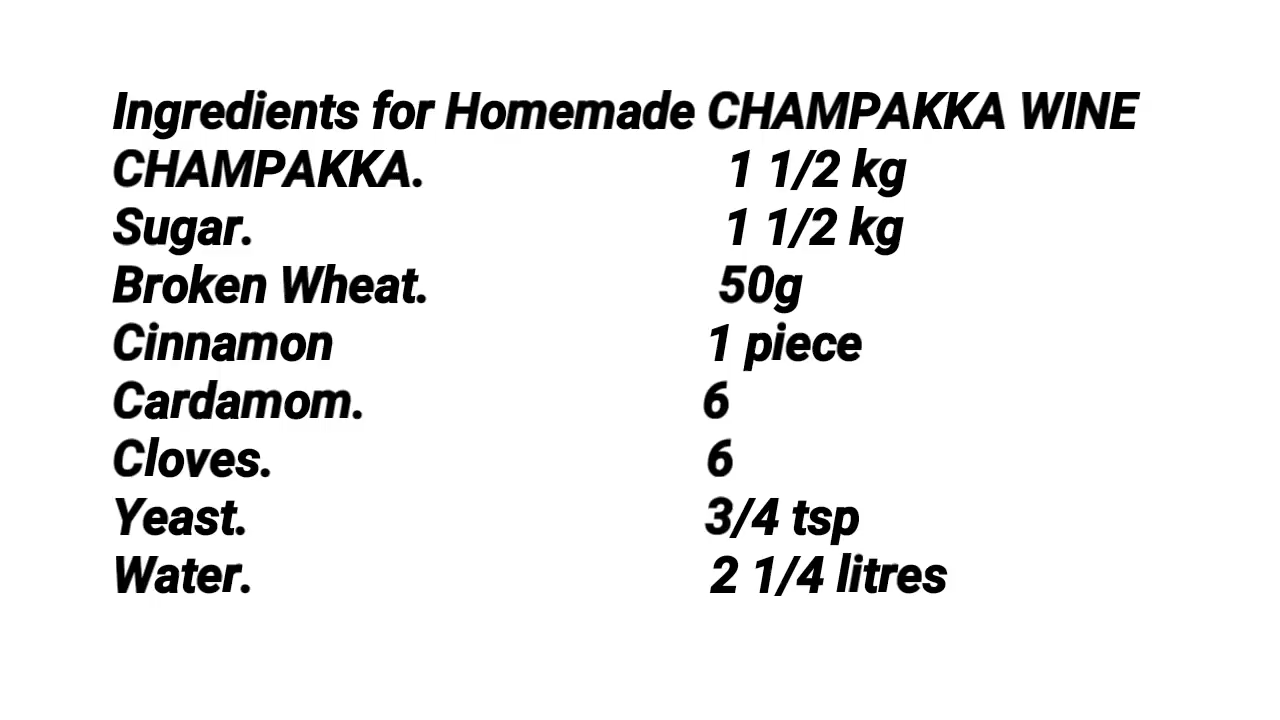 Ingredients for Homemade CHAMPAKKA WINE
CHAMPAKKA. 1 1/2 kg
Sugar. 1 1/2 kg
Broken Wheat. 50g
Cinnamon 1 piece
Cardamom. 6
Cloves. 6
Yeast. 3/4 tsp
Water. 2 1/4 litres